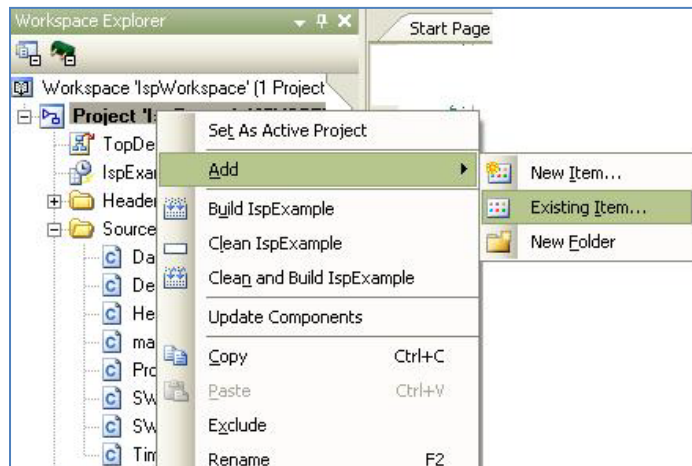 Workspace Explorer
Start Page
Workspace 'IspWorkspace' (1 Project
Project
TopDe
IspExa
Header
Source
Da
De
He
ma
Pro
SW
SW
Tim
Set As Active Project
Add
Build IspExample
Clean IspExample
Clean and Build IspExample
Update Components
Copy Ctrl+C
Paste Ctrl+V
Exclude
Rename F2
New Item...
Existing Item...
New Folder